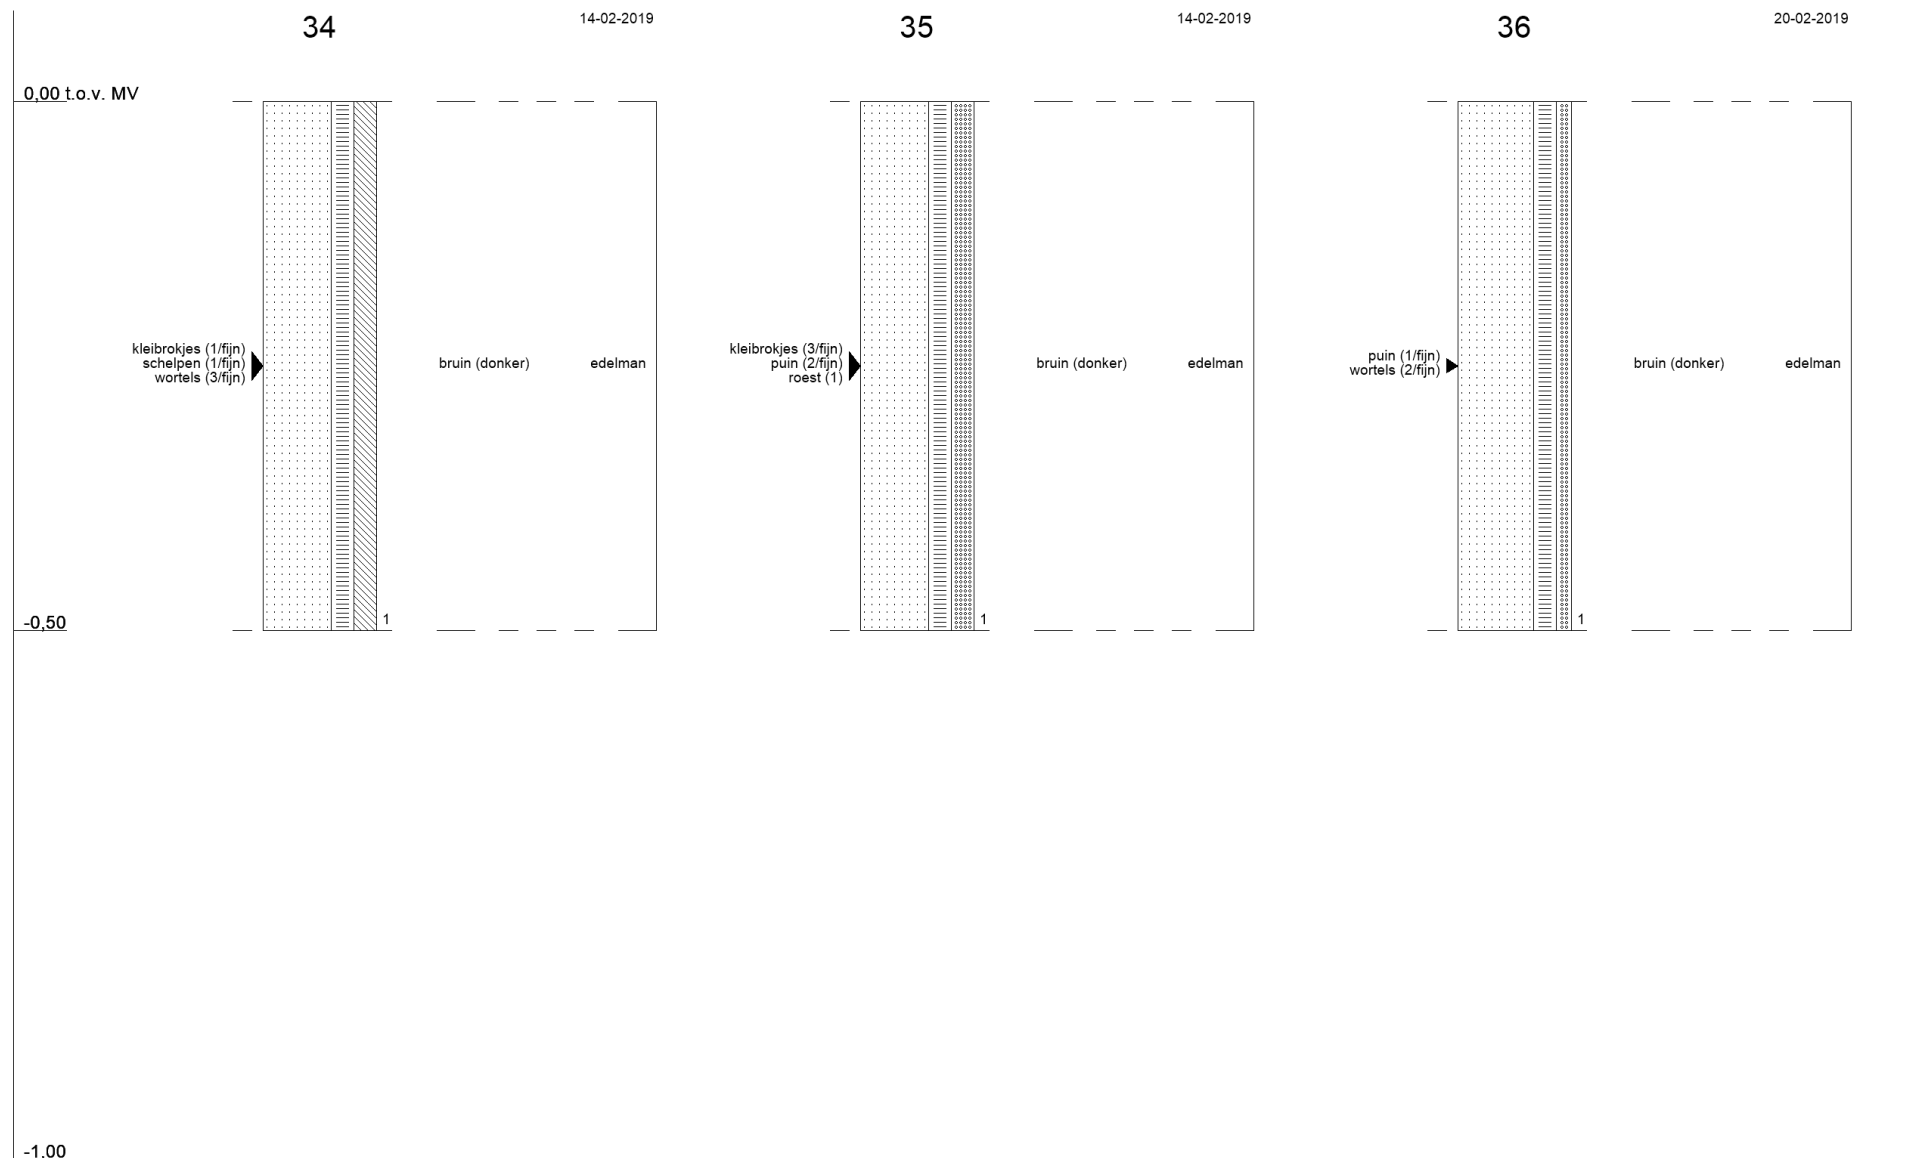 34
14-02-2019
35
14-02-2019
36
20-02-2019
0,00 t.o.v. MV
kleibrokjes (1/fijn)
schelpen (1/fijn)
wortels (3/fijn)
bruin (donker)
edelman
kleibrokjes (3/fijn)
puin (2/fijn)
roest (1)
bruin (donker)
edelman
puin (1/fijn)
wortels (2/fijn)
bruin (donker)
edelman
1
1
1
-0,50
-1,00